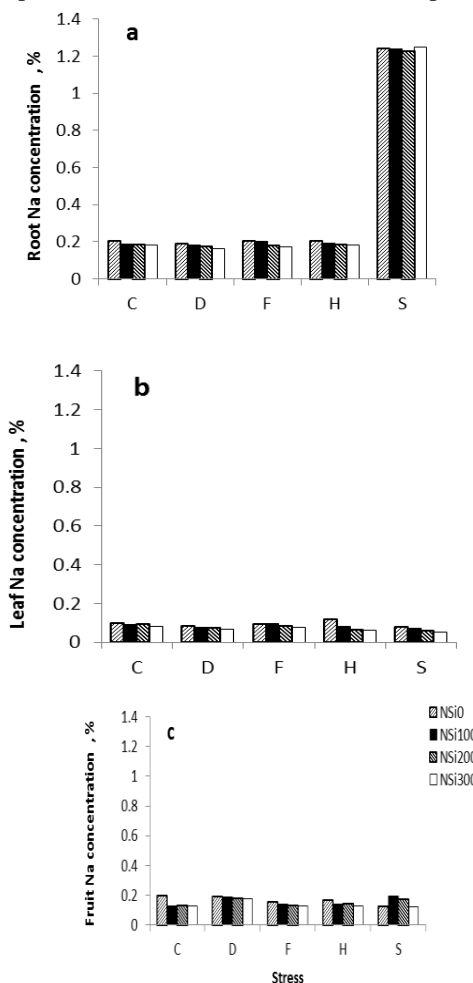 a
Root Na concentration , %
1.4
1.2
1
0.8
0.6
0.4
0.2
0
C D F H S
b
Leaf Na concentration , %
1.4
1.2
1
0.8
0.6
0.4
0.2
0
C D F H S
c
Fruit Na concentration , %
1.4
1.2
1
0.8
0.6
0.4
0.2
0
C D F H S
Stress
NSi0
NSi100
NSi200
NSi300